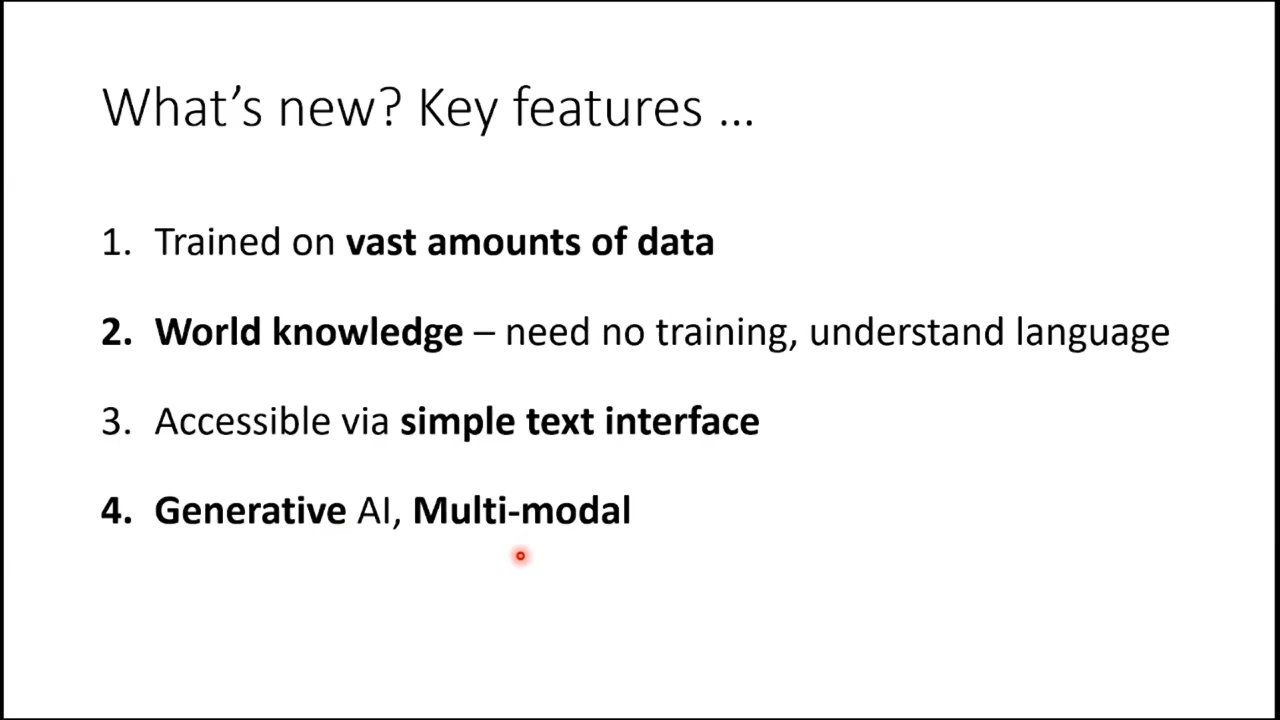 What’s new? Key features …
1. Trained on vast amounts of data
2. World knowledge – need no training, understand language
3. Accessible via simple text interface
4. Generative AI, Multi-modal